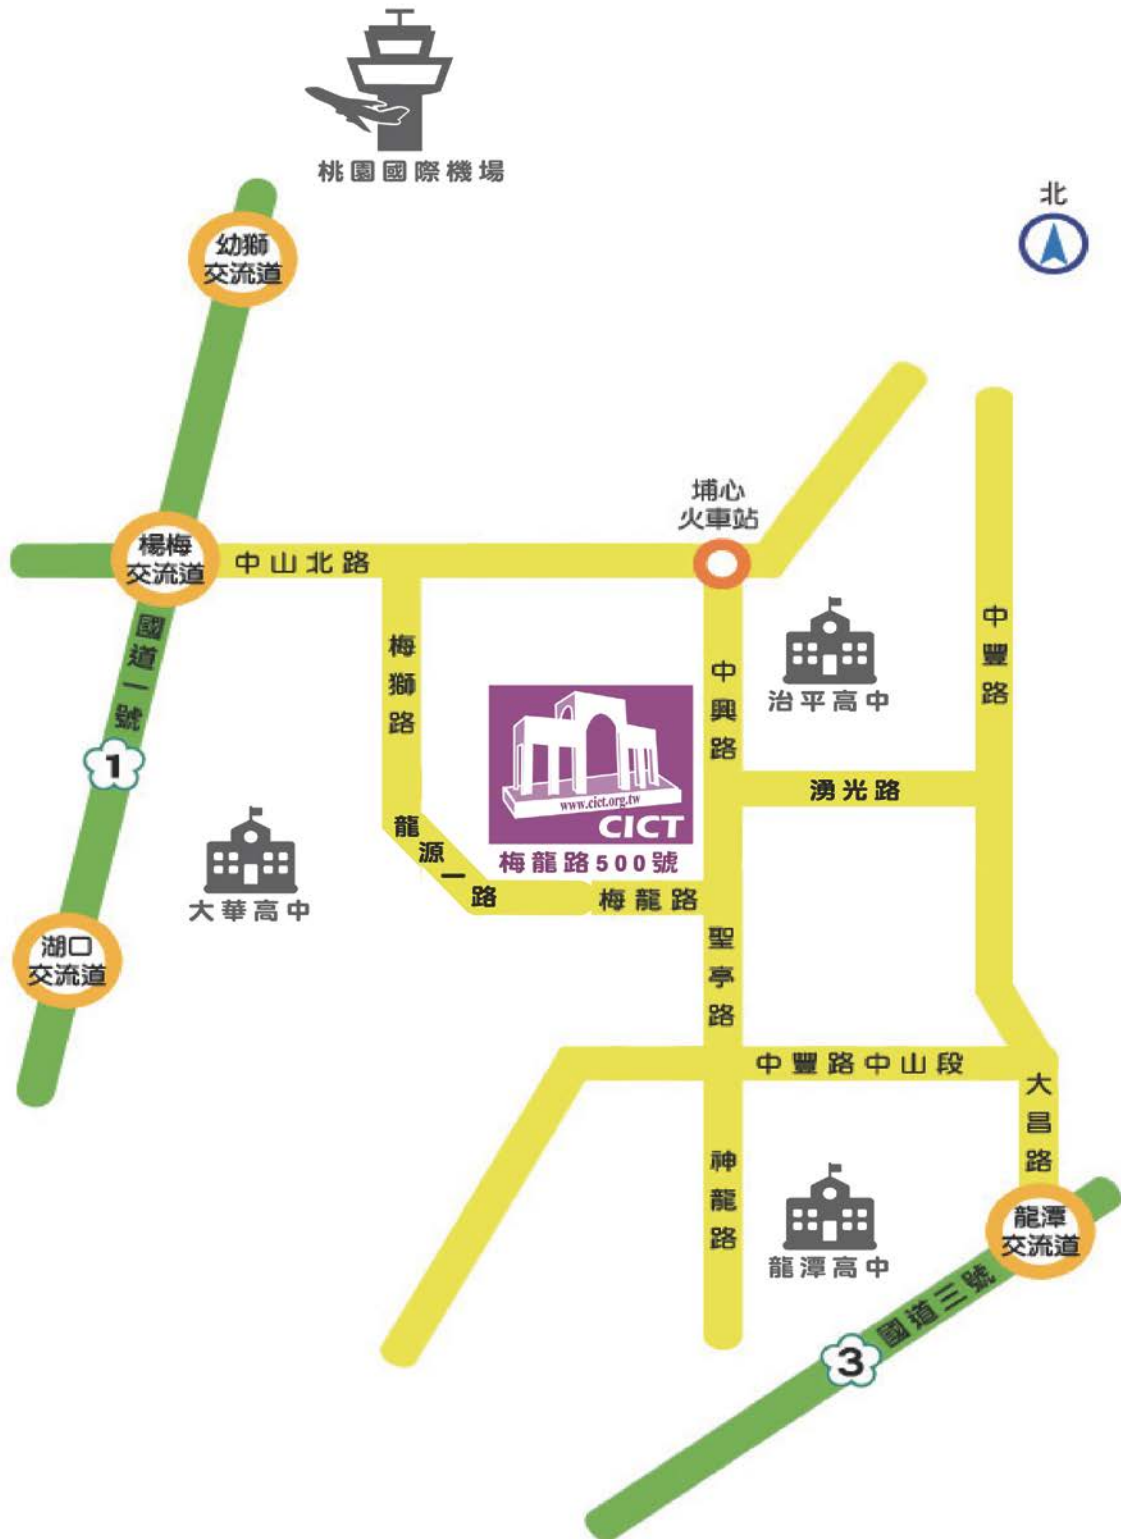 桃園國際機場
北
幼獅
交流道
埔心
火車站
楊梅
交流道
中山北路
國道一號
1
梅獅路
中興路
治平高中
中豐路
湧光路
www.cict.org.tw
CICT
梅龍路500號
龍源一路
梅龍路
大華高中
湖口
交流道
聖亭路
中豐路中山段
大昌路
神龍路
龍潭高中
龍潭
交流道
國道三號
3